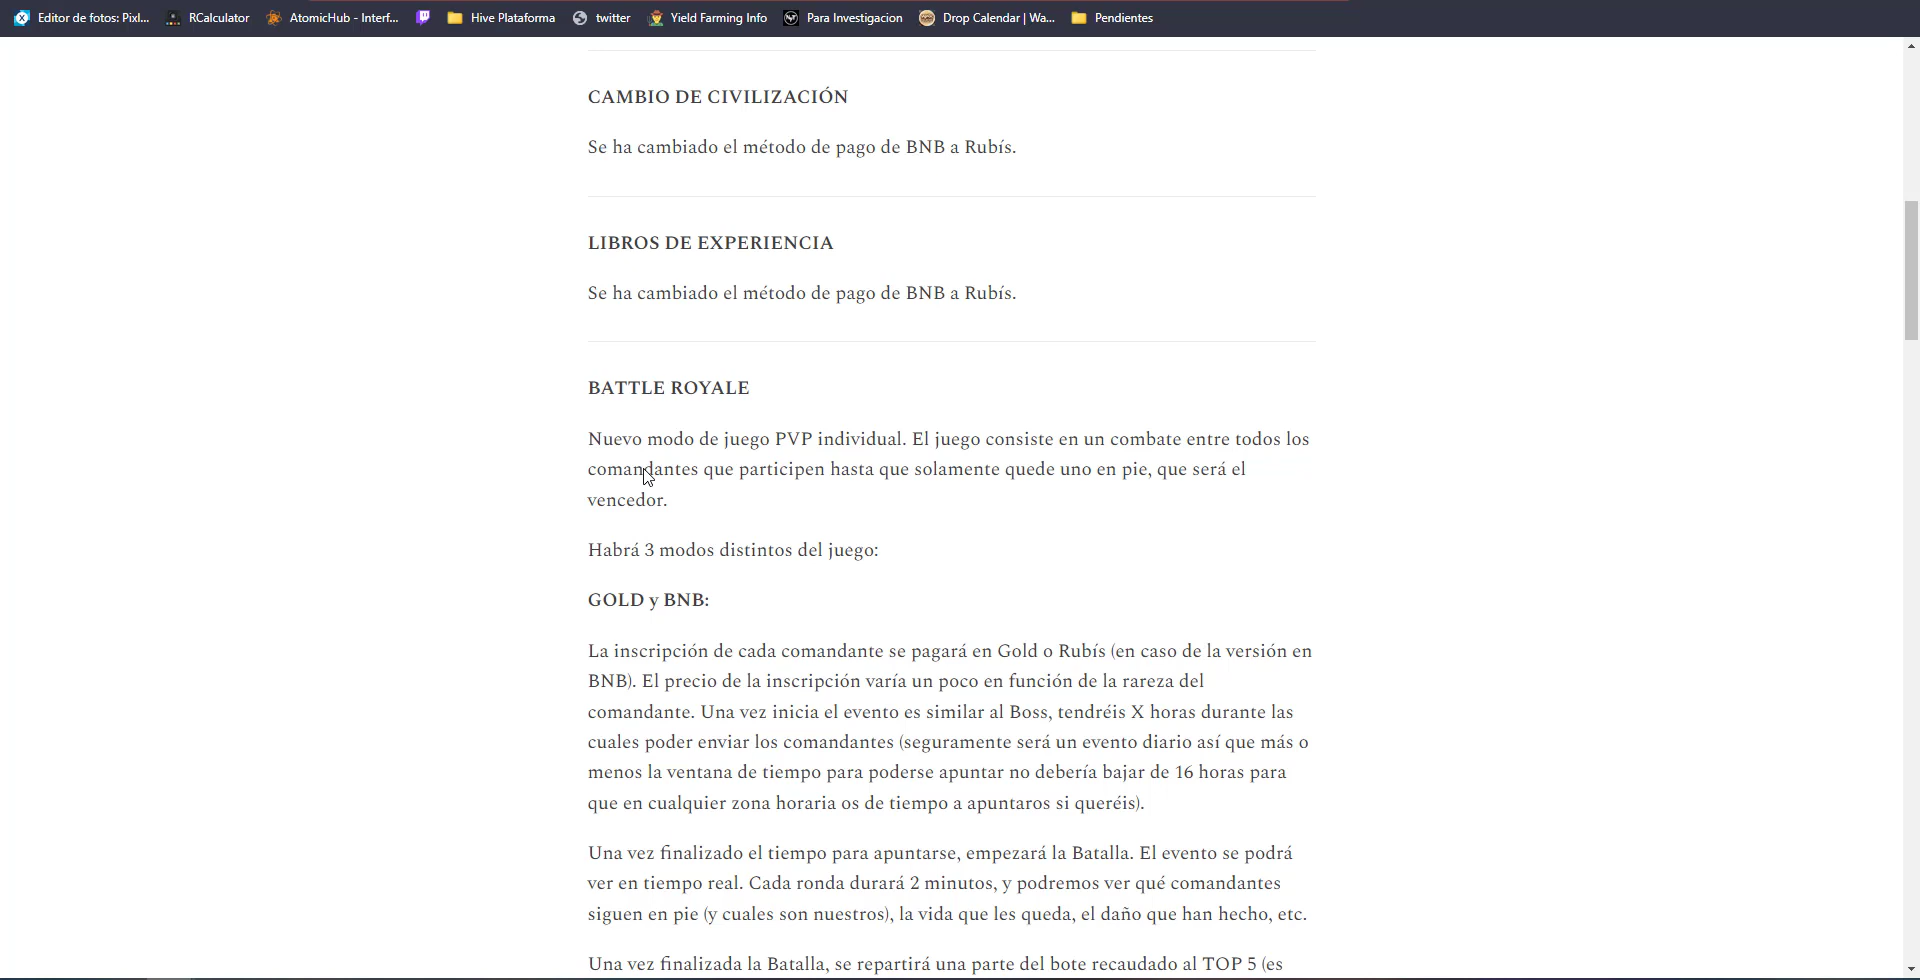 Editor de fotos: Pixl... RCalculator AtomicHub - Interf... Hive Plataforma twitter Yield Farming Info Para Investigacion Drop Calendar | Wa... Pendientes
CAMBIO DE CIVILIZACIÓN
Se ha cambiado el método de pago de BNB a Rubís.
LIBROS DE EXPERIENCIA
Se ha cambiado el método de pago de BNB a Rubís.
BATTLE ROYALE
Nuevo modo de juego PVP individual. El juego consiste en un combate entre todos los
comandantes que participen hasta que solamente quede uno en pie, que será el
vencedor.
Habrá 3 modos distintos del juego:
GOLD y BNB:
La inscripción de cada comandante se pagará en Gold o Rubís (en caso de la versión en
BNB). El precio de la inscripción varía un poco en función de la rareza del
comandante. Una vez inicia el evento es similar al Boss, tendréis X horas durante las
cuales poder enviar los comandantes (seguramente será un evento diario así que más o
menos la ventana de tiempo para poderse apuntar no debería bajar de 16 horas para
que en cualquier zona horaria os de tiempo a apuntaros si queréis).
Una vez finalizado el tiempo para apuntarse, empezará la Batalla. El evento se podrá
ver en tiempo real. Cada ronda durará 2 minutos, y podremos ver qué comandantes
siguen en pie (y cuales son nuestros), la vida que les queda, el daño que han hecho, etc.
Una vez finalizada la Batalla, se repartirá una parte del bote recaudado al TOP 5 (es